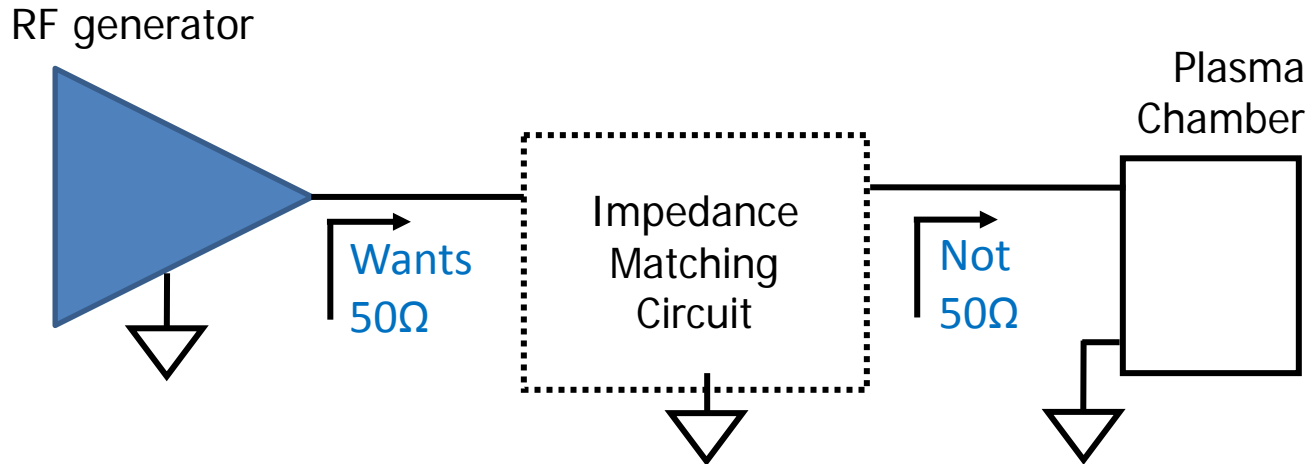 RF generator
Plasma
Chamber
Impedance
Matching
Circuit
Wants
50Ω
Not
50Ω